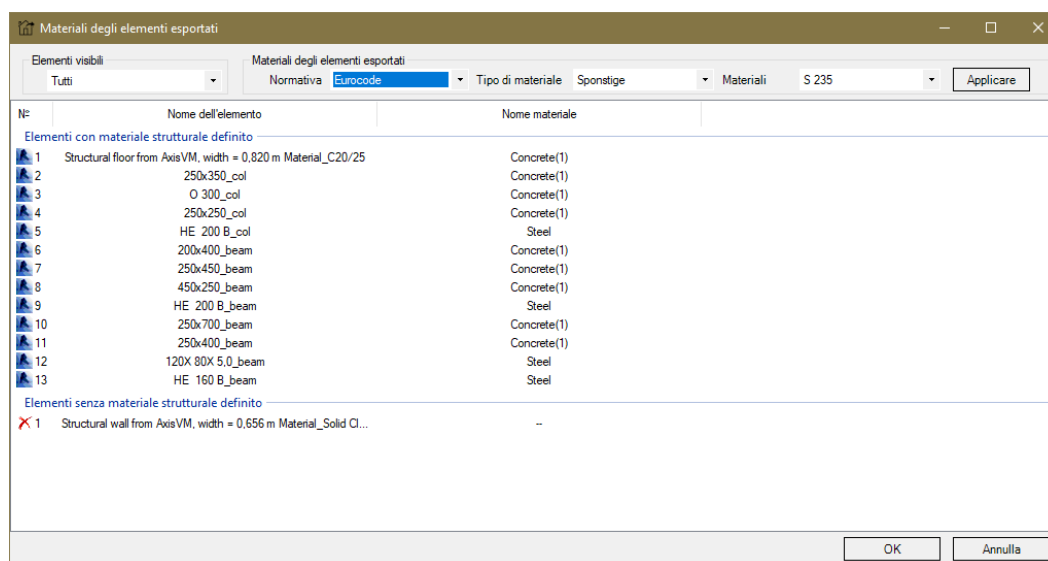 Materiali degli elementi esportati
Elementi visibili
Materiali degli elementi esportati
Tutti
Normativa Eurocode Tipo di materiale Sponstige Materiali S 235 Applicare
Nº Nome dell'elemento Nome materiale
Elementi con materiale strutturale definito
1 Structural floor from AxisVM, width = 0,820 m Material_C20/25 Concrete(1)
2 250x350_col Concrete(1)
3 O 300_col Concrete(1)
4 250x250_col Concrete(1)
5 HE 200 B_col Steel
6 200x400_beam Concrete(1)
7 250x450_beam Concrete(1)
8 450x250_beam Concrete(1)
9 HE 200 B_beam Steel
10 250x700_beam Concrete(1)
11 250x400_beam Concrete(1)
12 120X 80X 5,0_beam Steel
13 HE 160 B_beam Steel
Elementi senza materiale strutturale definito
1 Structural wall from AxisVM, width = 0,656 m Material_Solid Cl... --
OK Annulla